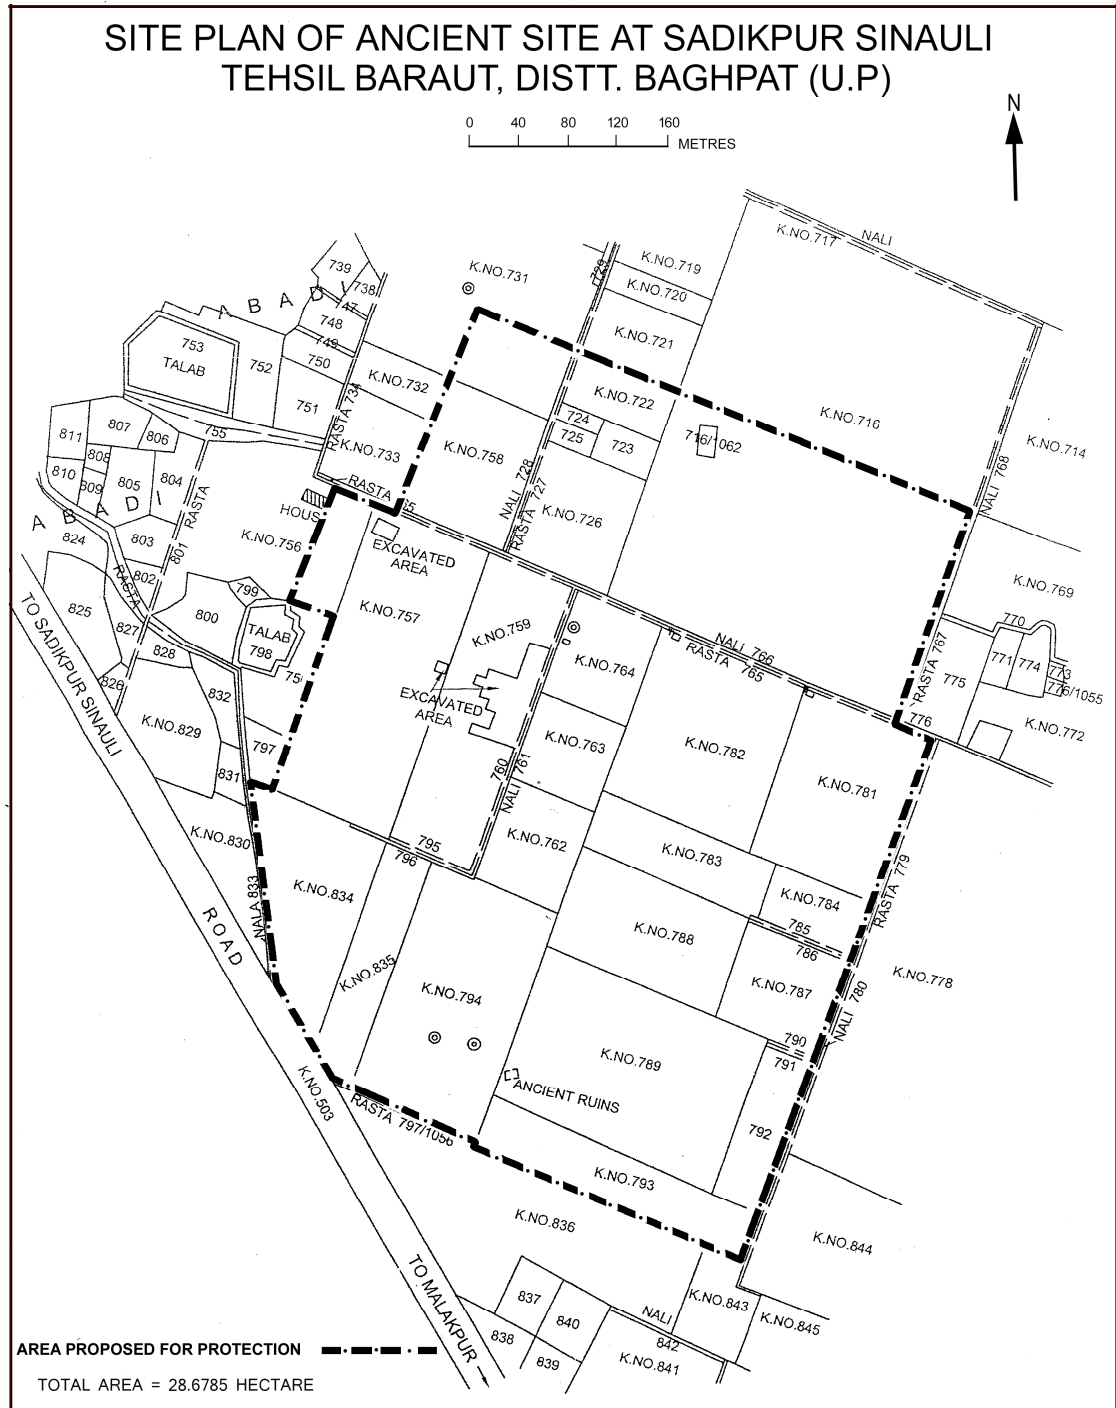 SITE PLAN OF ANCIENT SITE AT SADIKPUR SINAULI
TEHSIL BARAUT, DISTT. BAGHPAT (U.P)
0 40 80 120 160
METRES
N
K.NO.717
NALI
K.NO.719
729
K.NO.731
K.NO.720
739
738
ABADI
747
748
749
750
K.NO.721
753
TALAB
752
751
K.NO.732
RASTA 734
K.NO.722
K.NO.716
724
725
723
716/1062
K.NO.714
811
807
806
755
K.NO.733
K.NO.758
NALI 728
RASTA 727
NALI 768
810
808
809
805
804
RASTA
RASTA
65
K.NO.726
HOUS
ABADI
824
803
801
K.NO.756
EXCAVATED
AREA
802
RASTA
799
K.NO.769
825
800
K.NO.757
770
TO SADIKPUR SINAULI
827
TALAB
798
K.NO.759
NALI 766
RASTA 765
RASTA 767
771
774
773
776/1055
775
828
K.NO.764
826
832
75
EXCAVATED
AREA
776
K.NO.772
K.NO.829
797
K.NO.763
K.NO.782
831
760
NALI 761
K.NO.781
K.NO.830
795
796
K.NO.762
K.NO.783
RASTA 779
NALA 833
K.NO.834
K.NO.784
785
786
K.NO.788
ROAD
K.NO.835
K.NO.794
K.NO.787
K.NO.778
NALI 780
790
791
K.NO.789
K.NO.503
ANCIENT RUINS
RASTA 797/1056
792
K.NO.793
K.NO.836
K.NO.844
TO MALAKPUR
837
840
K.NO.843
K.NO.845
NALI
842
838
839
K.NO.841
AREA PROPOSED FOR PROTECTION
TOTAL AREA = 28.6785 HECTARE